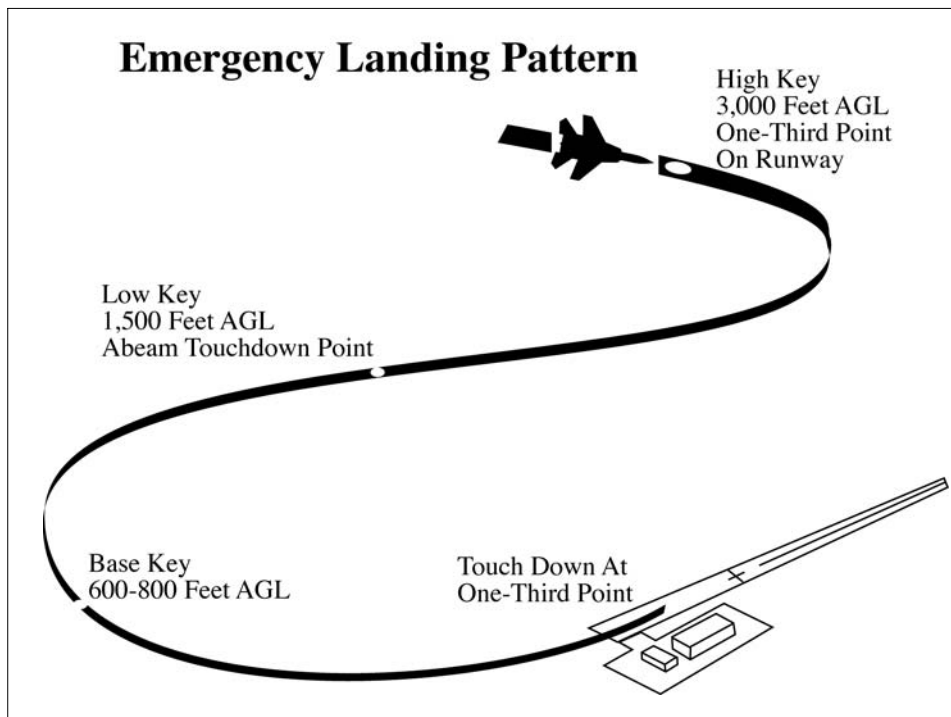 Emergency Landing Pattern
High Key
3,000 Feet AGL
One-Third Point
On Runway
Low Key
1,500 Feet AGL
Abeam Touchdown Point
Base Key
600-800 Feet AGL
Touch Down At
One-Third Point